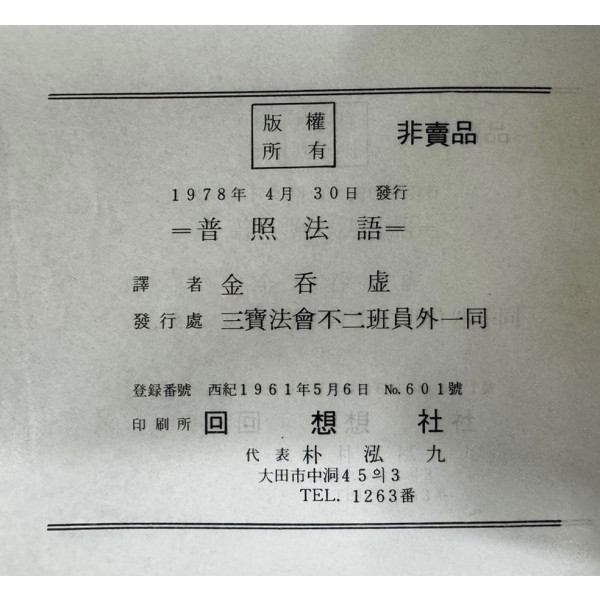 版權
所有
非賣品
1978年 4月 30日 發行
=普照法語=
譯者 金吞虚
發行處 三寶法會不二班員外一同
登録番號 西紀1961年5月6日 No.601號
印刷所 回想社
代表 朴泓九
大田市中洞45의3
TEL. 1263番